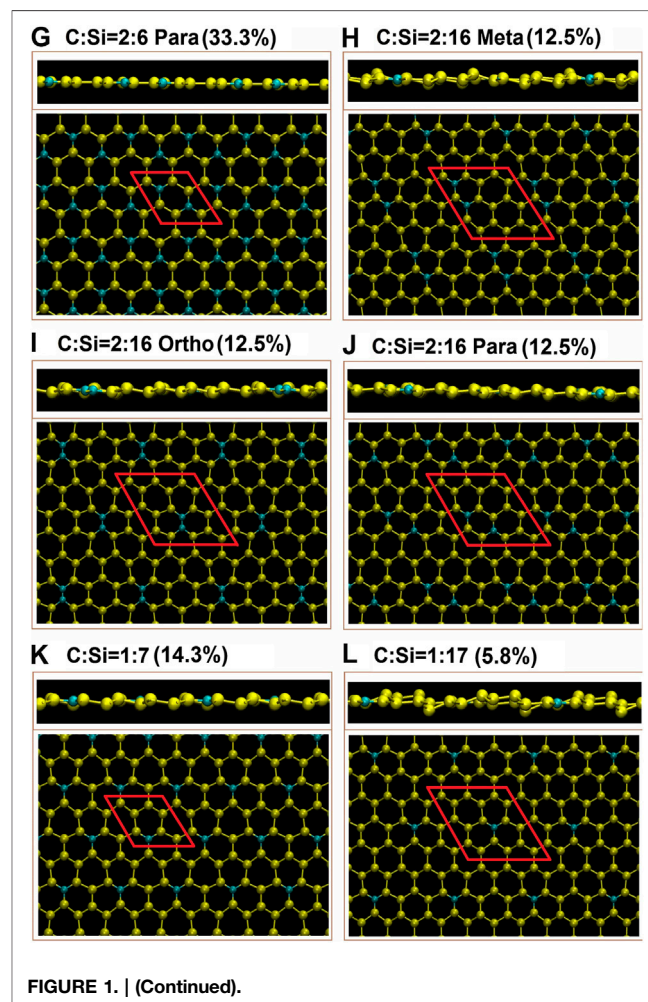 G C:Si=2:6 Para (33.3%)
H C:Si=2:16 Meta (12.5%)
I C:Si=2:16 Ortho (12.5%)
J C:Si=2:16 Para (12.5%)
K C:Si=1:7 (14.3%)
L C:Si=1:17 (5.8%)
FIGURE 1. | (Continued).